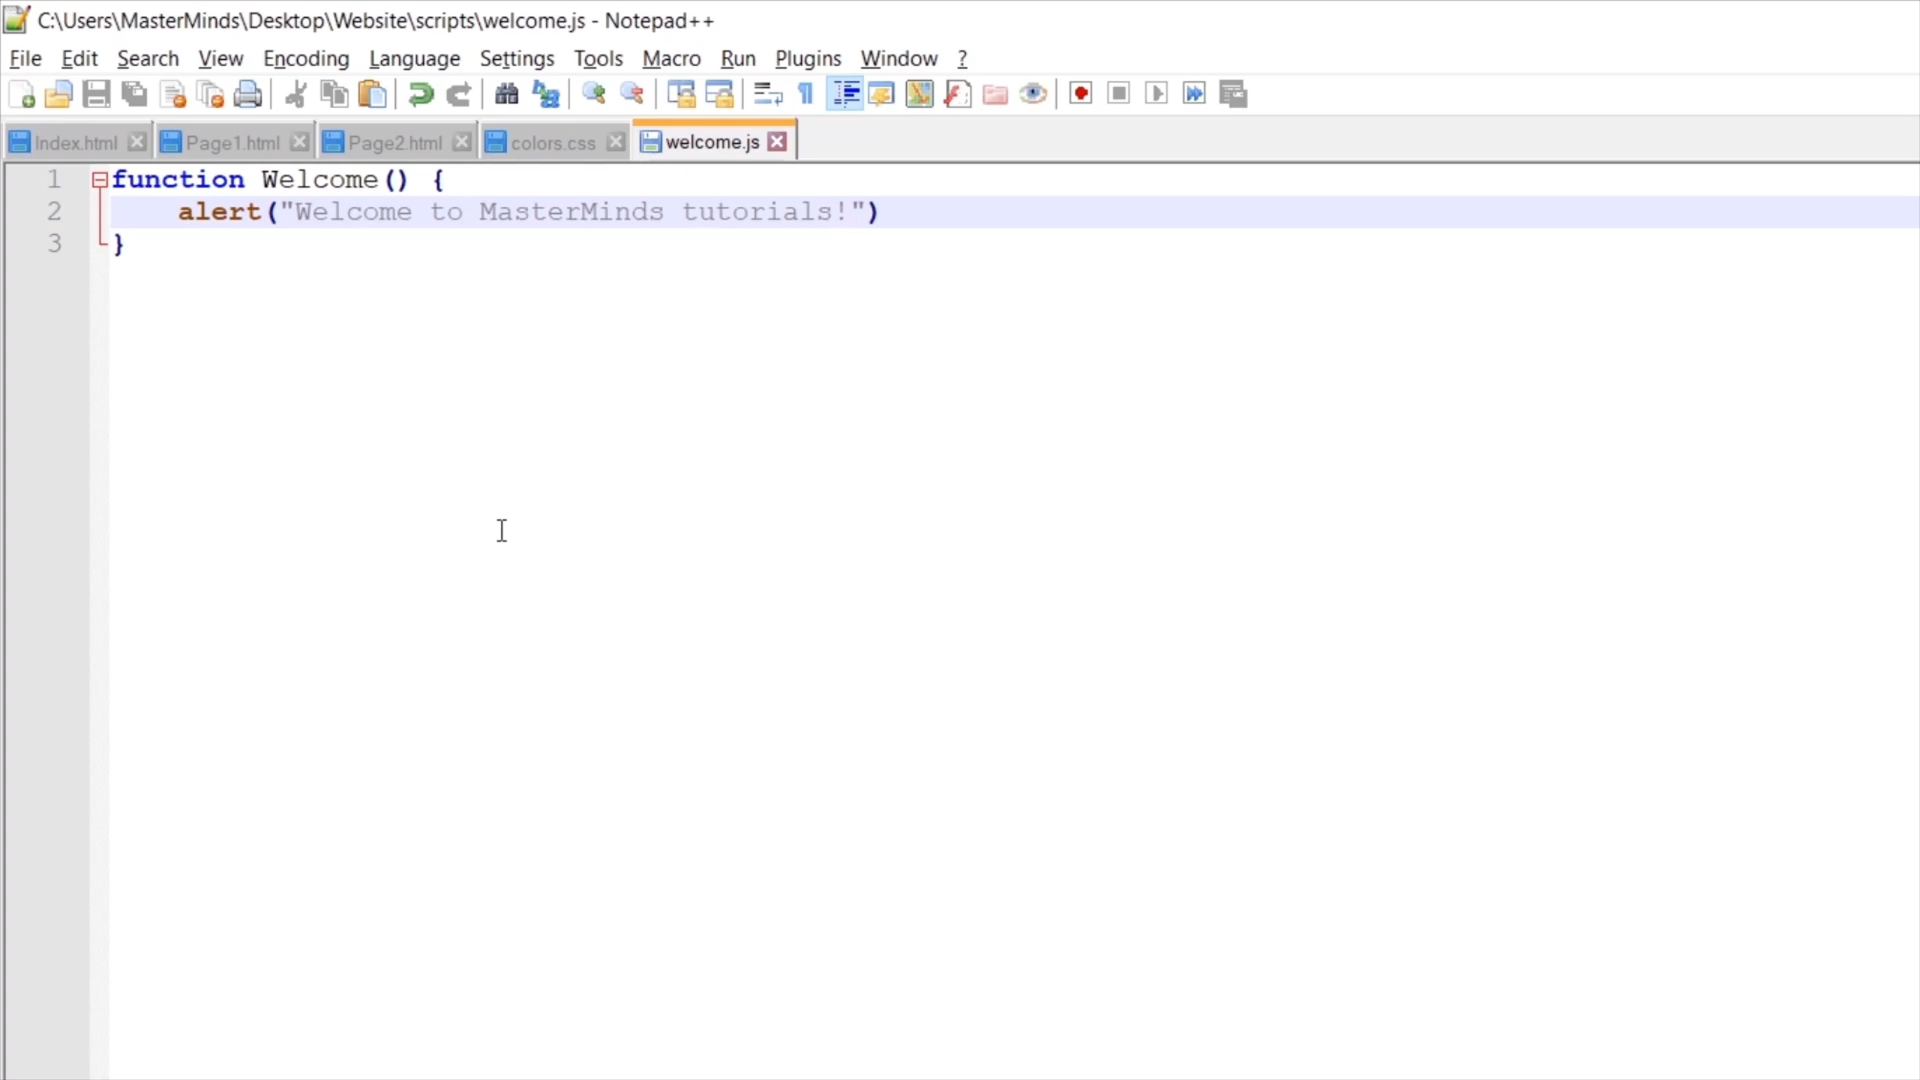 C:\Users\MasterMinds\Desktop\Website\scripts\welcome.js - Notepad++
File Edit Search View Encoding Language Settings Tools Macro Run Plugins Window ?
Index.html Page1.html Page2.html colors.css welcome.js
1 function Welcome() {
2 alert("Welcome to MasterMinds tutorials!")
3 }